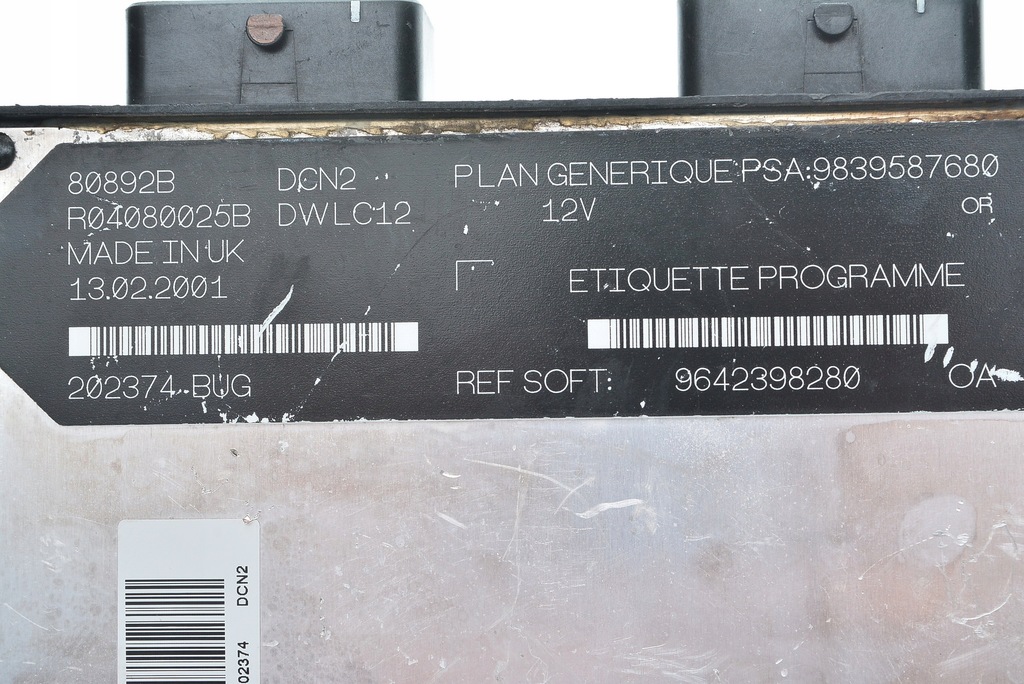 80892B DCN2
R04080025B DWLC12
MADE IN UK
13.02.2001
202374 BUG
PLAN GENERIQUE PSA:9839587680
12V OR
ETIQUETTE PROGRAMME
REF SOFT: 9642398280 OA
DCN2
02374